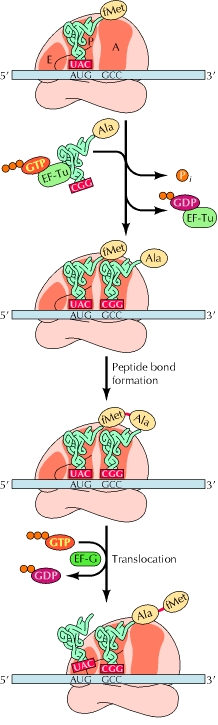 fMet
P
E
A
UAC
5′ AUG GCC 3′
Ala
GTP
EF-Tu
CGG
Pi
GDP
EF-Tu
fMet
Ala
UAC CGG
5′ AUG GCC 3′
Peptide bond
formation
fMet Ala
UAC CGG
5′ AUG GCC 3′
GTP
EF-G
Translocation
GDP
Ala fMet
UAC
CGG
5′ AUG GCC 3′